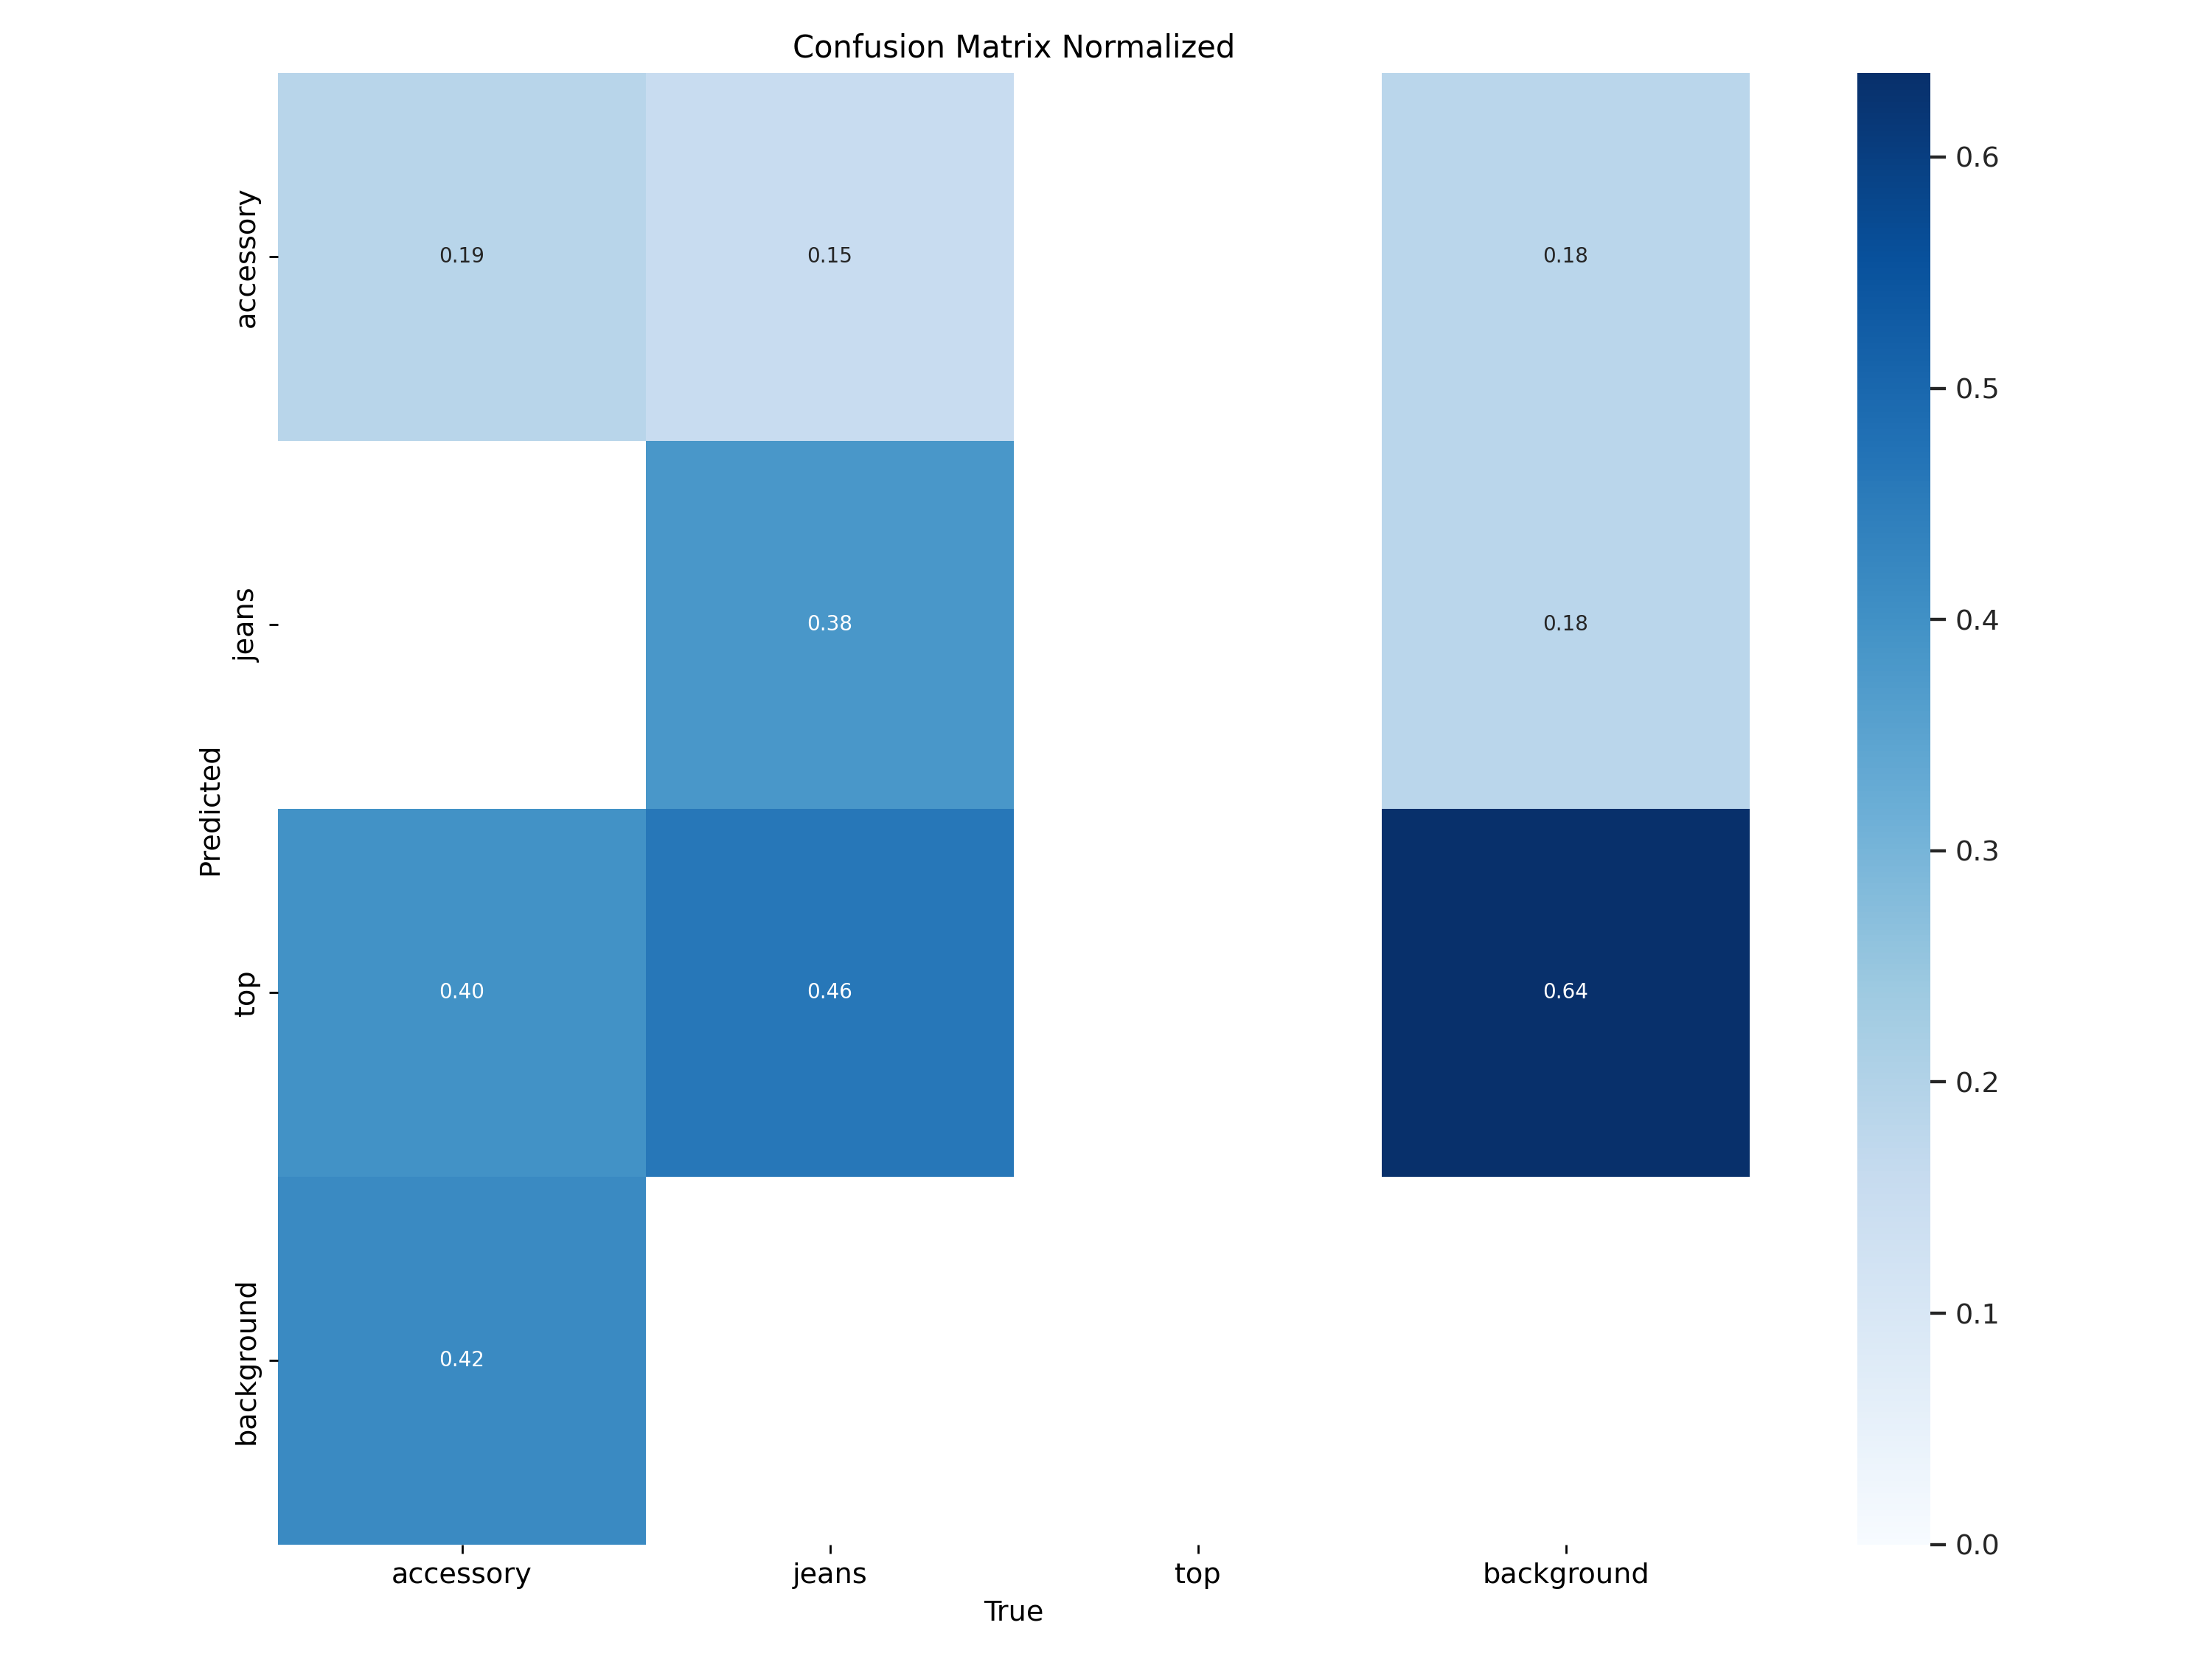 Confusion Matrix Normalized
accessory
0.19
0.15
0.18
jeans
0.38
0.18
top
0.40
0.46
0.64
background
0.42
Predicted
accessory
jeans
top
background
True
0.6
0.5
0.4
0.3
0.2
0.1
0.0